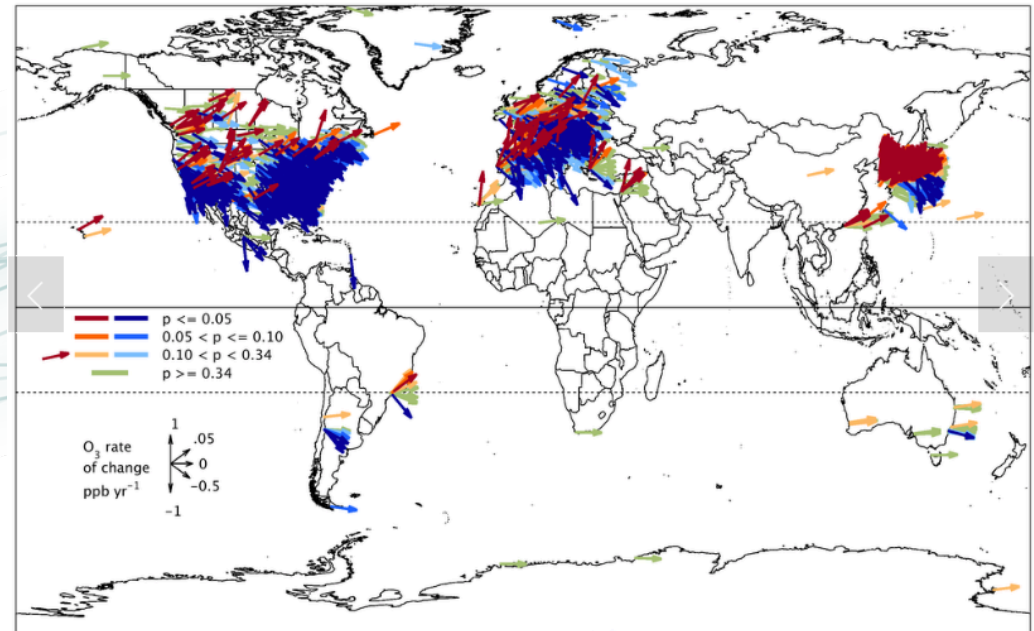 p <= 0.05
0.05 < p <= 0.10
0.10 < p < 0.34
p >= 0.34
O₃ rate
of change
ppb yr⁻¹
1
.05
0
-0.5
-1